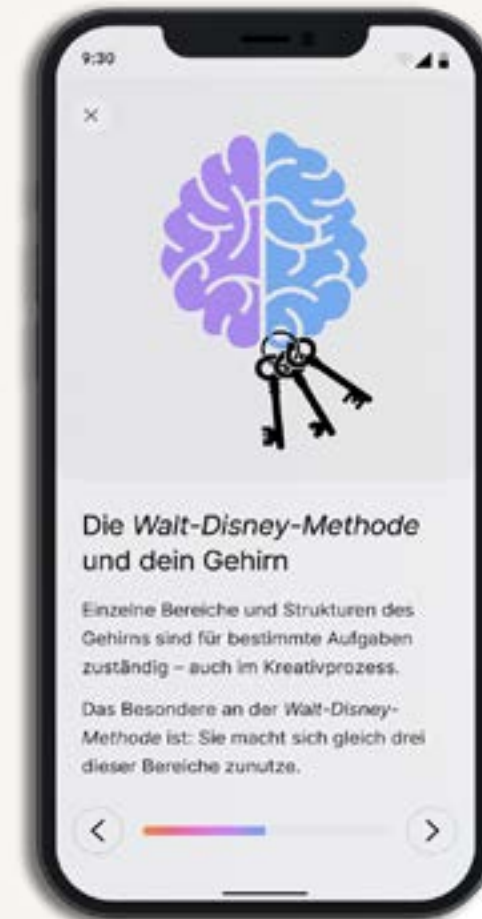 9:30
Die Walt-Disney-Methode
und dein Gehirn
Einzelne Bereiche und Strukturen des
Gehirns sind für bestimmte Aufgaben
zuständig – auch im Kreativprozess.
Das Besondere an der Walt-Disney-
Methode ist: Sie macht sich gleich drei
dieser Bereiche zunutze.